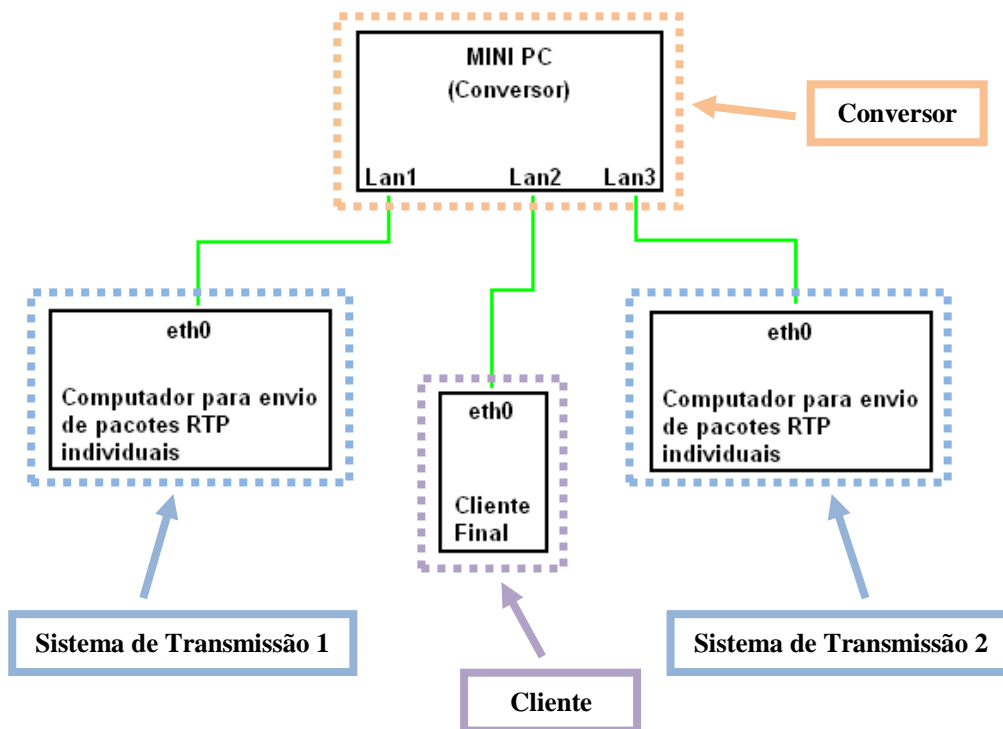 MINI PC
(Conversor)
Lan1 Lan2 Lan3
Conversor
eth0
Computador para envio
de pacotes RTP
individuais
eth0
Cliente
Final
eth0
Computador para envio
de pacotes RTP
individuais
Sistema de Transmissão 1
Cliente
Sistema de Transmissão 2